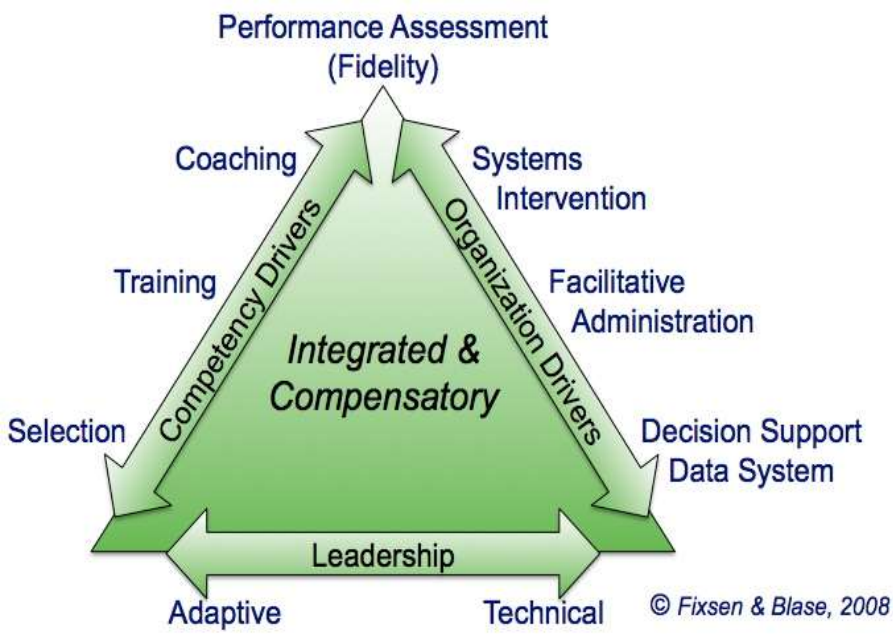 Performance Assessment
(Fidelity)
Coaching
Systems
Intervention
Training
Competency Drivers
Organization Drivers
Facilitative
Administration
Integrated &
Compensatory
Selection
Decision Support
Data System
Leadership
Adaptive
Technical
© Fixsen & Blase, 2008